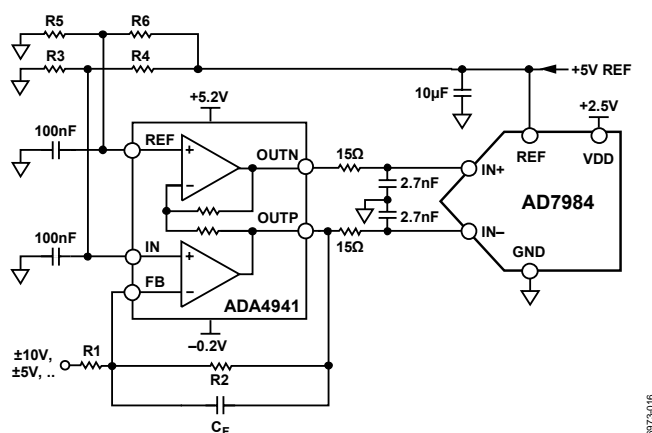 R5
R6
R3
R4
+5V REF
10µF
+5.2V
+2.5V
100nF
REF
OUTN
15Ω
REF
VDD
IN+
2.7nF
AD7984
2.7nF
OUTP
IN–
100nF
IN
15Ω
GND
FB
ADA4941
–0.2V
±10V,
±5V, ..
R1
R2
CF